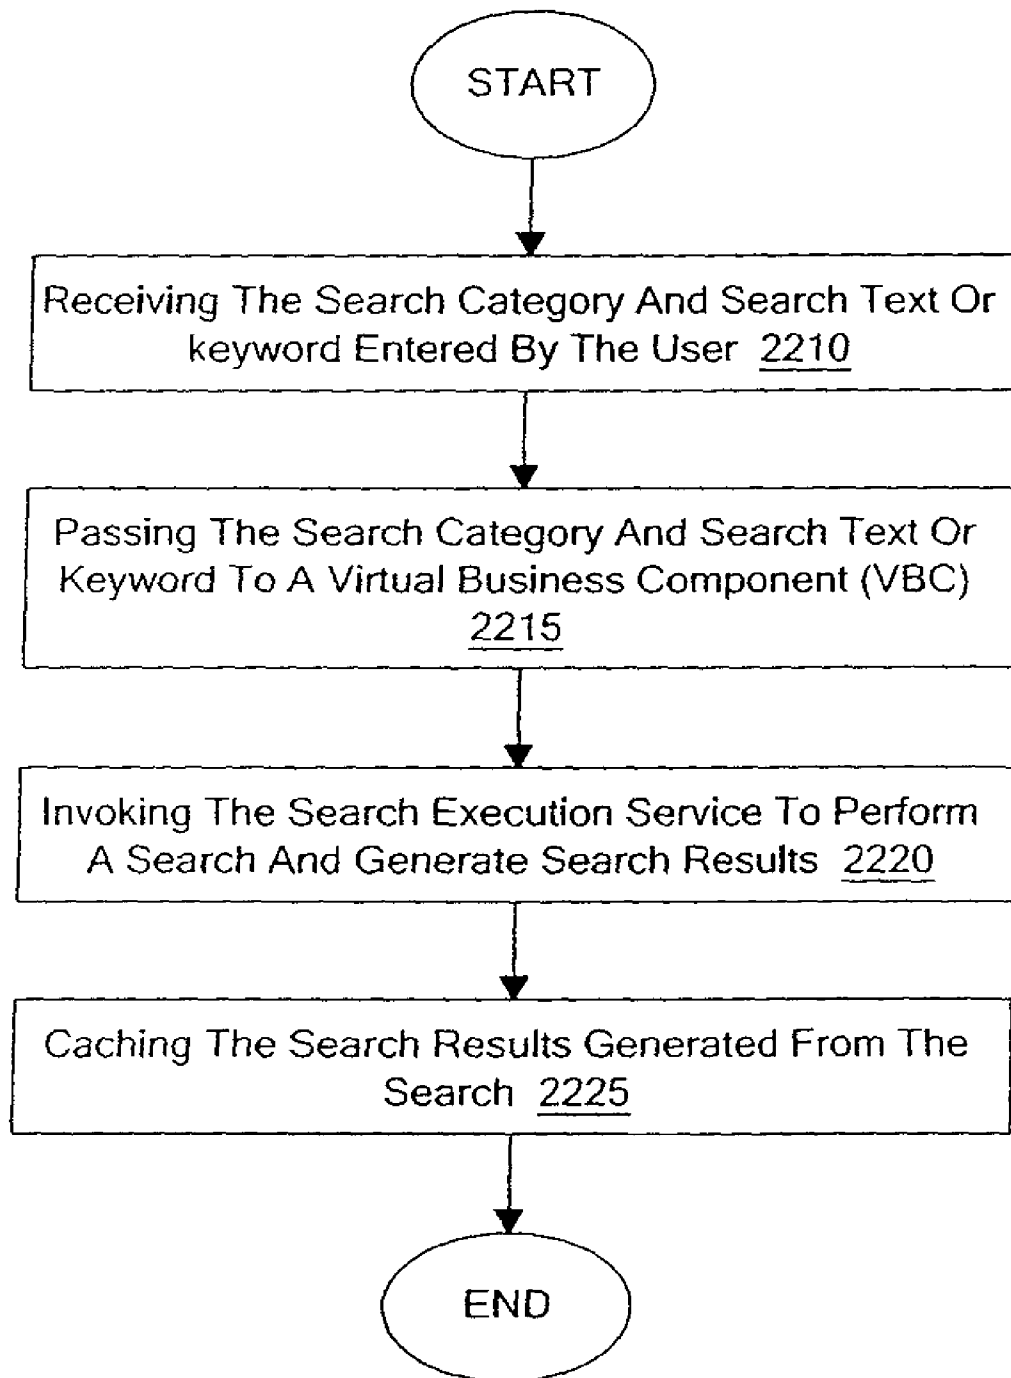 START
Receiving The Search Category And Search Text Or
keyword Entered By The User 2210
Passing The Search Category And Search Text Or
Keyword To A Virtual Business Component (VBC)
2215
Invoking The Search Execution Service To Perform
A Search And Generate Search Results 2220
Caching The Search Results Generated From The
Search 2225
END